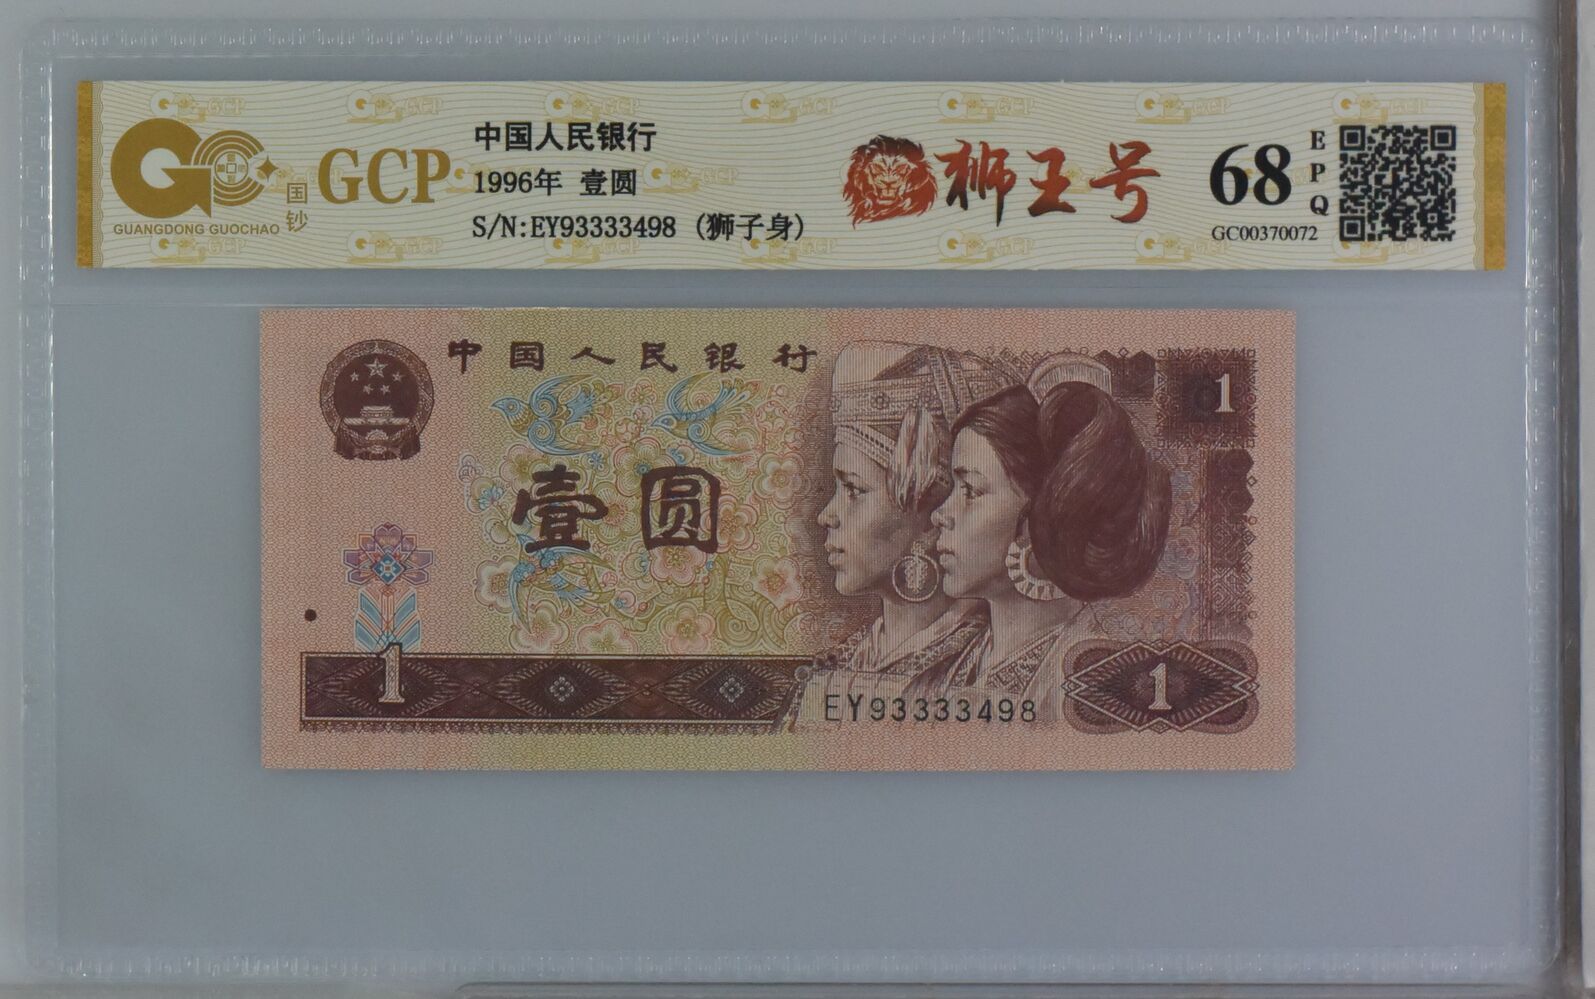 GCP
GUANGDONG GUOCHAO
国钞
中国人民银行
1996年 壹圆
S/N:EY93333498 (狮子身)
狮王号
68
EPQ
GC00370072
中国人民银行
1
壹圆
1
EY93333498
1